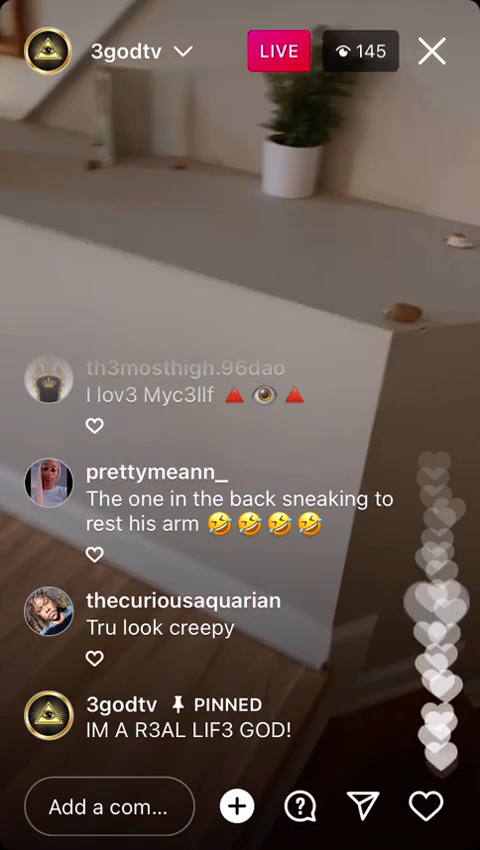 3godtv
LIVE
145
th3mosthigh.96dao
I lov3 Myc3llf 🔺 👁️ 🔺
prettymeann_
The one in the back sneaking to
rest his arm 🤣 🤣 🤣 🤣
thecuriousaquarian
Tru look creepy
3godtv 📌 PINNED
IM A R3AL LIF3 GOD!
Add a com...